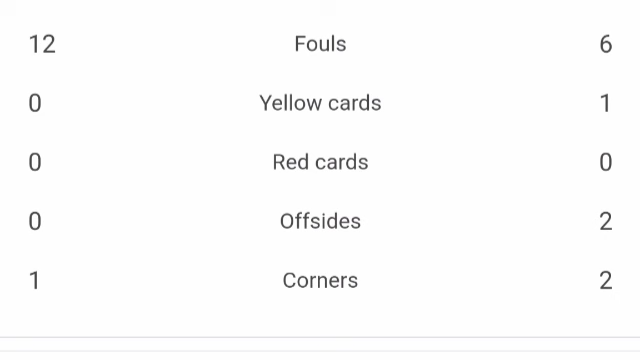 12 Fouls 6
0 Yellow cards 1
0 Red cards 0
0 Offsides 2
1 Corners 2